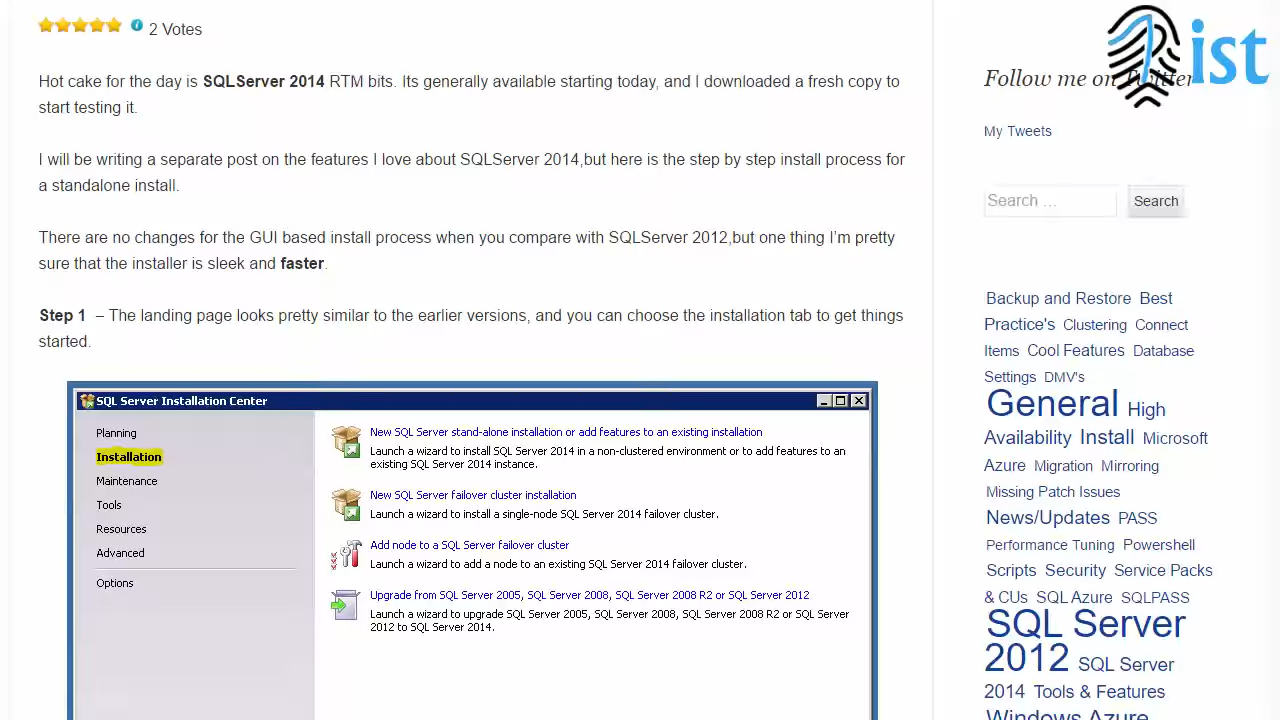 2 Votes
Hot cake for the day is SQLServer 2014 RTM bits. Its generally available starting today, and I downloaded a fresh copy to
start testing it.
I will be writing a separate post on the features I love about SQLServer 2014,but here is the step by step install process for
a standalone install.
There are no changes for the GUI based install process when you compare with SQLServer 2012,but one thing I'm pretty
sure that the installer is sleek and faster.
Step 1 – The landing page looks pretty similar to the earlier versions, and you can choose the installation tab to get things
started.
SQL Server Installation Center
Planning
Installation
Maintenance
Tools
Resources
Advanced
Options
New SQL Server stand-alone installation or add features to an existing installation
Launch a wizard to install SQL Server 2014 in a non-clustered environment or to add features to an
existing SQL Server 2014 instance.
New SQL Server failover cluster installation
Launch a wizard to install a single-node SQL Server 2014 failover cluster.
Add node to a SQL Server failover cluster
Launch a wizard to add a node to an existing SQL Server 2014 failover cluster.
Upgrade from SQL Server 2005, SQL Server 2008, SQL Server 2008 R2 or SQL Server 2012
Launch a wizard to upgrade SQL Server 2005, SQL Server 2008, SQL Server 2008 R2 or SQL Server
2012 to SQL Server 2014.
1ist
Follow me on Twitter
My Tweets
Search ... Search
Backup and Restore Best
Practice's Clustering Connect
Items Cool Features Database
Settings DMV's
General High
Availability Install Microsoft
Azure Migration Mirroring
Missing Patch Issues
News/Updates PASS
Performance Tuning Powershell
Scripts Security Service Packs
& CUs SQL Azure SQLPASS
SQL Server
2012 SQL Server
2014 Tools & Features
Windows Azure